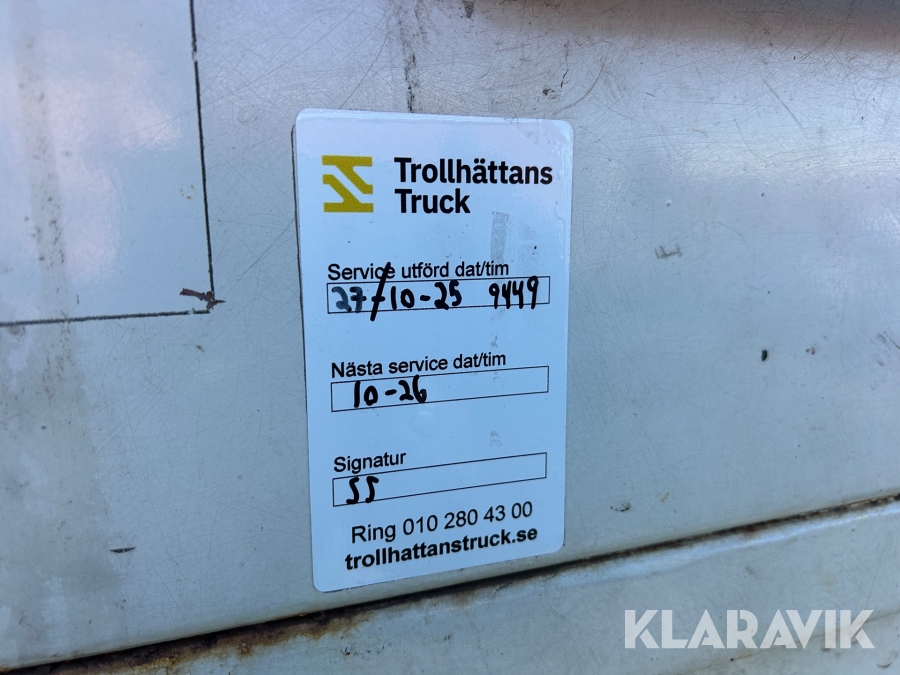 Trollhättans
Truck
Service utförd dat/tim
27/10-25 9449
Nästa service dat/tim
10-26
Signatur
SS
Ring 010 280 43 00
trollhattanstruck.se
KLARAVIK